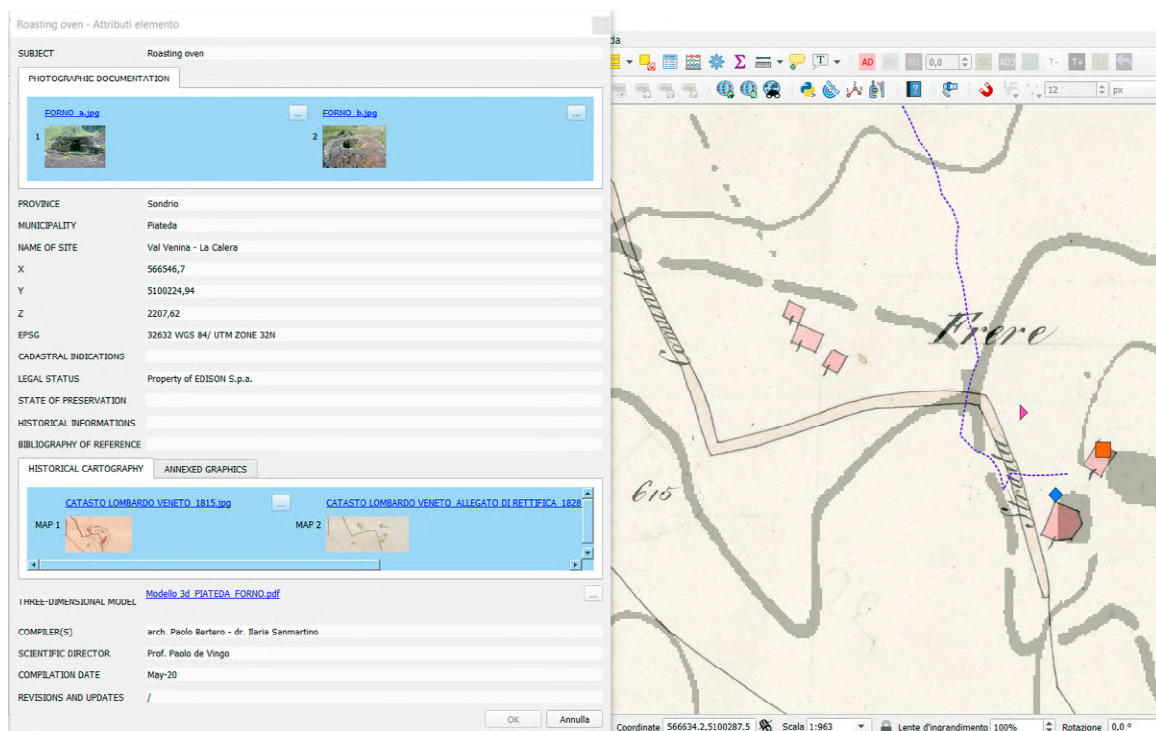 Roasting oven - Attributi elemento
SUBJECT Roasting oven
PHOTOGRAPHIC DOCUMENTATION
FORNO_a.jpg ... FORNO_b.jpg ...
1 2
PROVINCE Sondrio
MUNICIPALITY Piateda
NAME OF SITE Val Venina - La Calera
X 566546,7
Y 5100224,94
Z 2207,62
EPSG 32632 WGS 84/ UTM ZONE 32N
CADASTRAL INDICATIONS
LEGAL STATUS Property of EDISON S.p.a.
STATE OF PRESERVATION
HISTORICAL INFORMATIONS
BIBLIOGRAPHY OF REFERENCE
HISTORICAL CARTOGRAPHY ANNEXED GRAPHICS
CATASTO LOMBARDO VENETO_1815.jpg ... CATASTO LOMBARDO VENETO_ALLEGATO DI RETTIFICA_1828
MAP 1 MAP 2
THREE-DIMENSIONAL MODEL Modello 3d_PIATEDA_FORNO.pdf ...
COMPILER(S) arch. Paolo Bertero - dr. Ilaria Sanmartino
SCIENTIFIC DIRECTOR Prof. Paolo de Vingo
COMPILATION DATE May-20
REVISIONS AND UPDATES /
OK Annulla
da
T AD 0,0 T- T+
12 px
Frere
615
Coordinate 566634.2,5100287.5 Scala 1:963 Lente d'ingrandimento 100% Rotazione 0,0 °